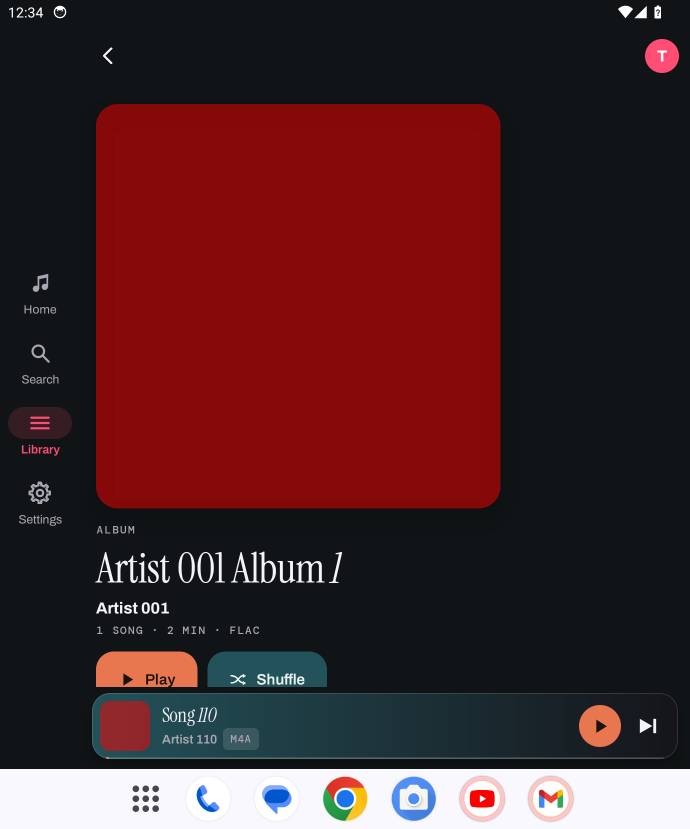 12:34
T
Home
Search
Library
Settings
ALBUM
Artist 001 Album 1
Artist 001
1 SONG · 2 MIN · FLAC
Play
Shuffle
Song 110
Artist 110 M4A